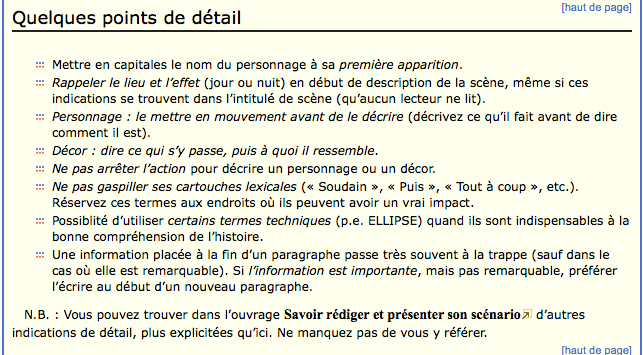 [haut de page]
Quelques points de détail
Mettre en capitales le nom du personnage à sa première apparition.
Rappeler le lieu et l'effet (jour ou nuit) en début de description de la scène, même si ces
indications se trouvent dans l'intitulé de scène (qu'aucun lecteur ne lit).
Personnage : le mettre en mouvement avant de le décrire (décrivez ce qu'il fait avant de dire
comment il est).
Décor : dire ce qui s'y passe, puis à quoi il ressemble.
Ne pas arrêter l'action pour décrire un personnage ou un décor.
Ne pas gaspiller ses cartouches lexicales (« Soudain », « Puis », « Tout à coup », etc.).
Réservez ces termes aux endroits où ils peuvent avoir un vrai impact.
Possiblité d'utiliser certains termes techniques (p.e. ELLIPSE) quand ils sont indispensables à la
bonne compréhension de l'histoire.
Une information placée à la fin d'un paragraphe passe très souvent à la trappe (sauf dans le
cas où elle est remarquable). Si l'information est importante, mais pas remarquable, préférer
l'écrire au début d'un nouveau paragraphe.
N.B. : Vous pouvez trouver dans l'ouvrage Savoir rédiger et présenter son scénario d'autres
indications de détail, plus explicitées qu'ici. Ne manquez pas de vous y référer.
[haut de page]